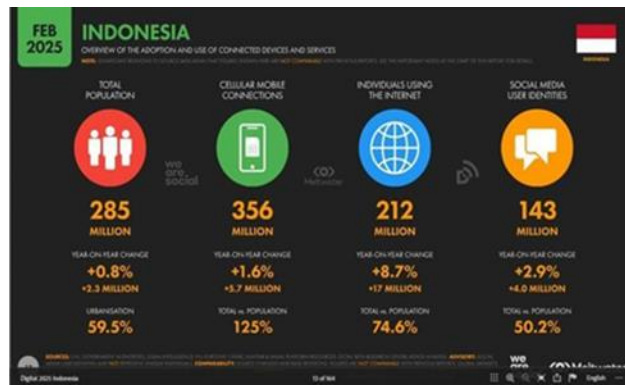 FEB
2025
INDONESIA
OVERVIEW OF THE ADOPTION AND USE OF CONNECTED DEVICES AND SERVICES
INDONESIA
TOTAL
POPULATION
CELLULAR MOBILE
CONNECTIONS
INDIVIDUALS USING
THE INTERNET
SOCIAL MEDIA
USER IDENTITIES
we
are.
social
Meltwater
285
MILLION
356
MILLION
212
MILLION
143
MILLION
YEAR-ON-YEAR CHANGE
+0.8%
+2.3 MILLION
YEAR-ON-YEAR CHANGE
+1.6%
+5.7 MILLION
YEAR-ON-YEAR CHANGE
+8.7%
+17 MILLION
YEAR-ON-YEAR CHANGE
+2.9%
+4.0 MILLION
URBANISATION
59.5%
TOTAL vs. POPULATION
125%
TOTAL vs. POPULATION
74.6%
TOTAL vs. POPULATION
50.2%
we
are
Meltwater
Digital 2025 Indonesia
13 of 164
English